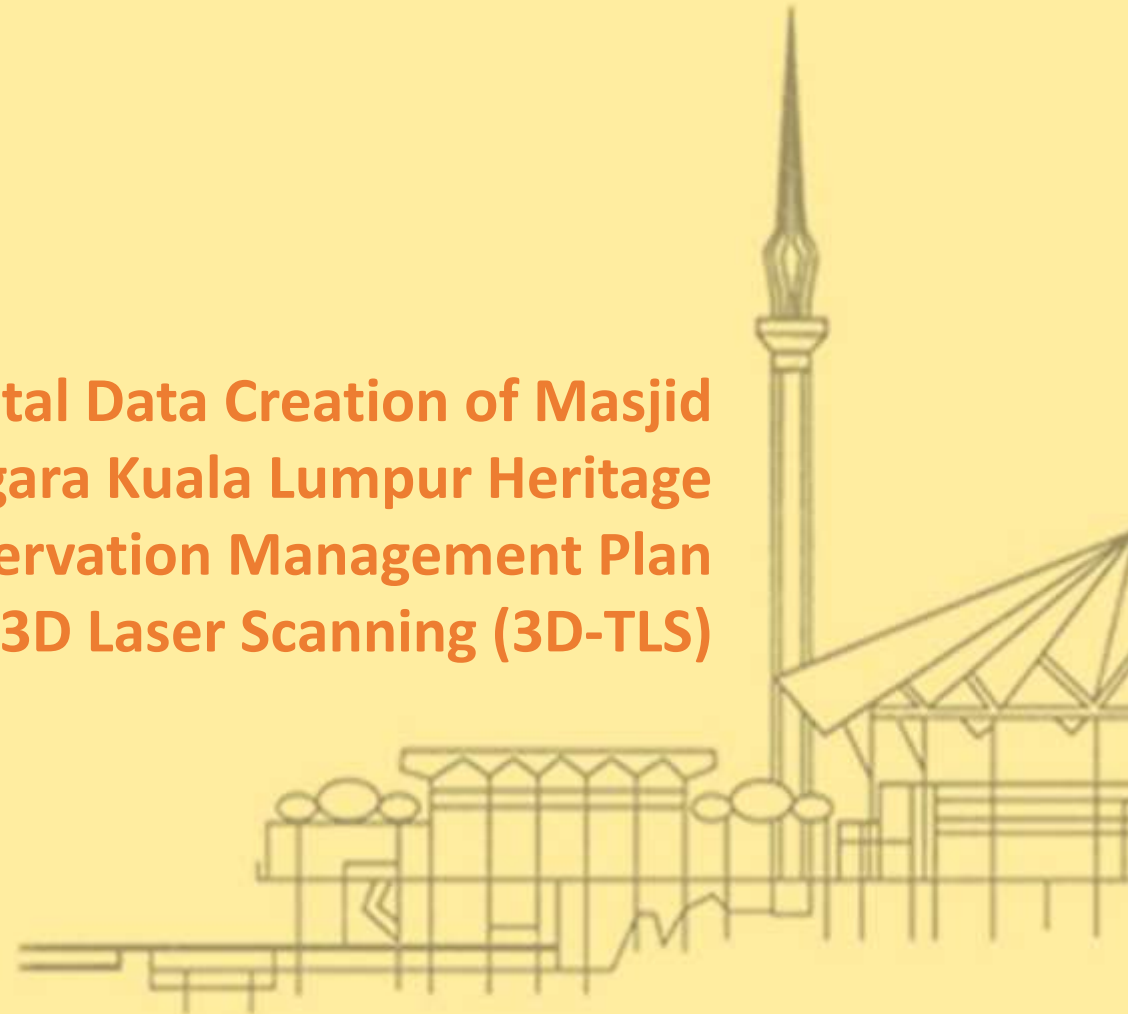 tal Data Creation of Masjid
gara Kuala Lumpur Heritage
ervation Management Plan
3D Laser Scanning (3D-TLS)